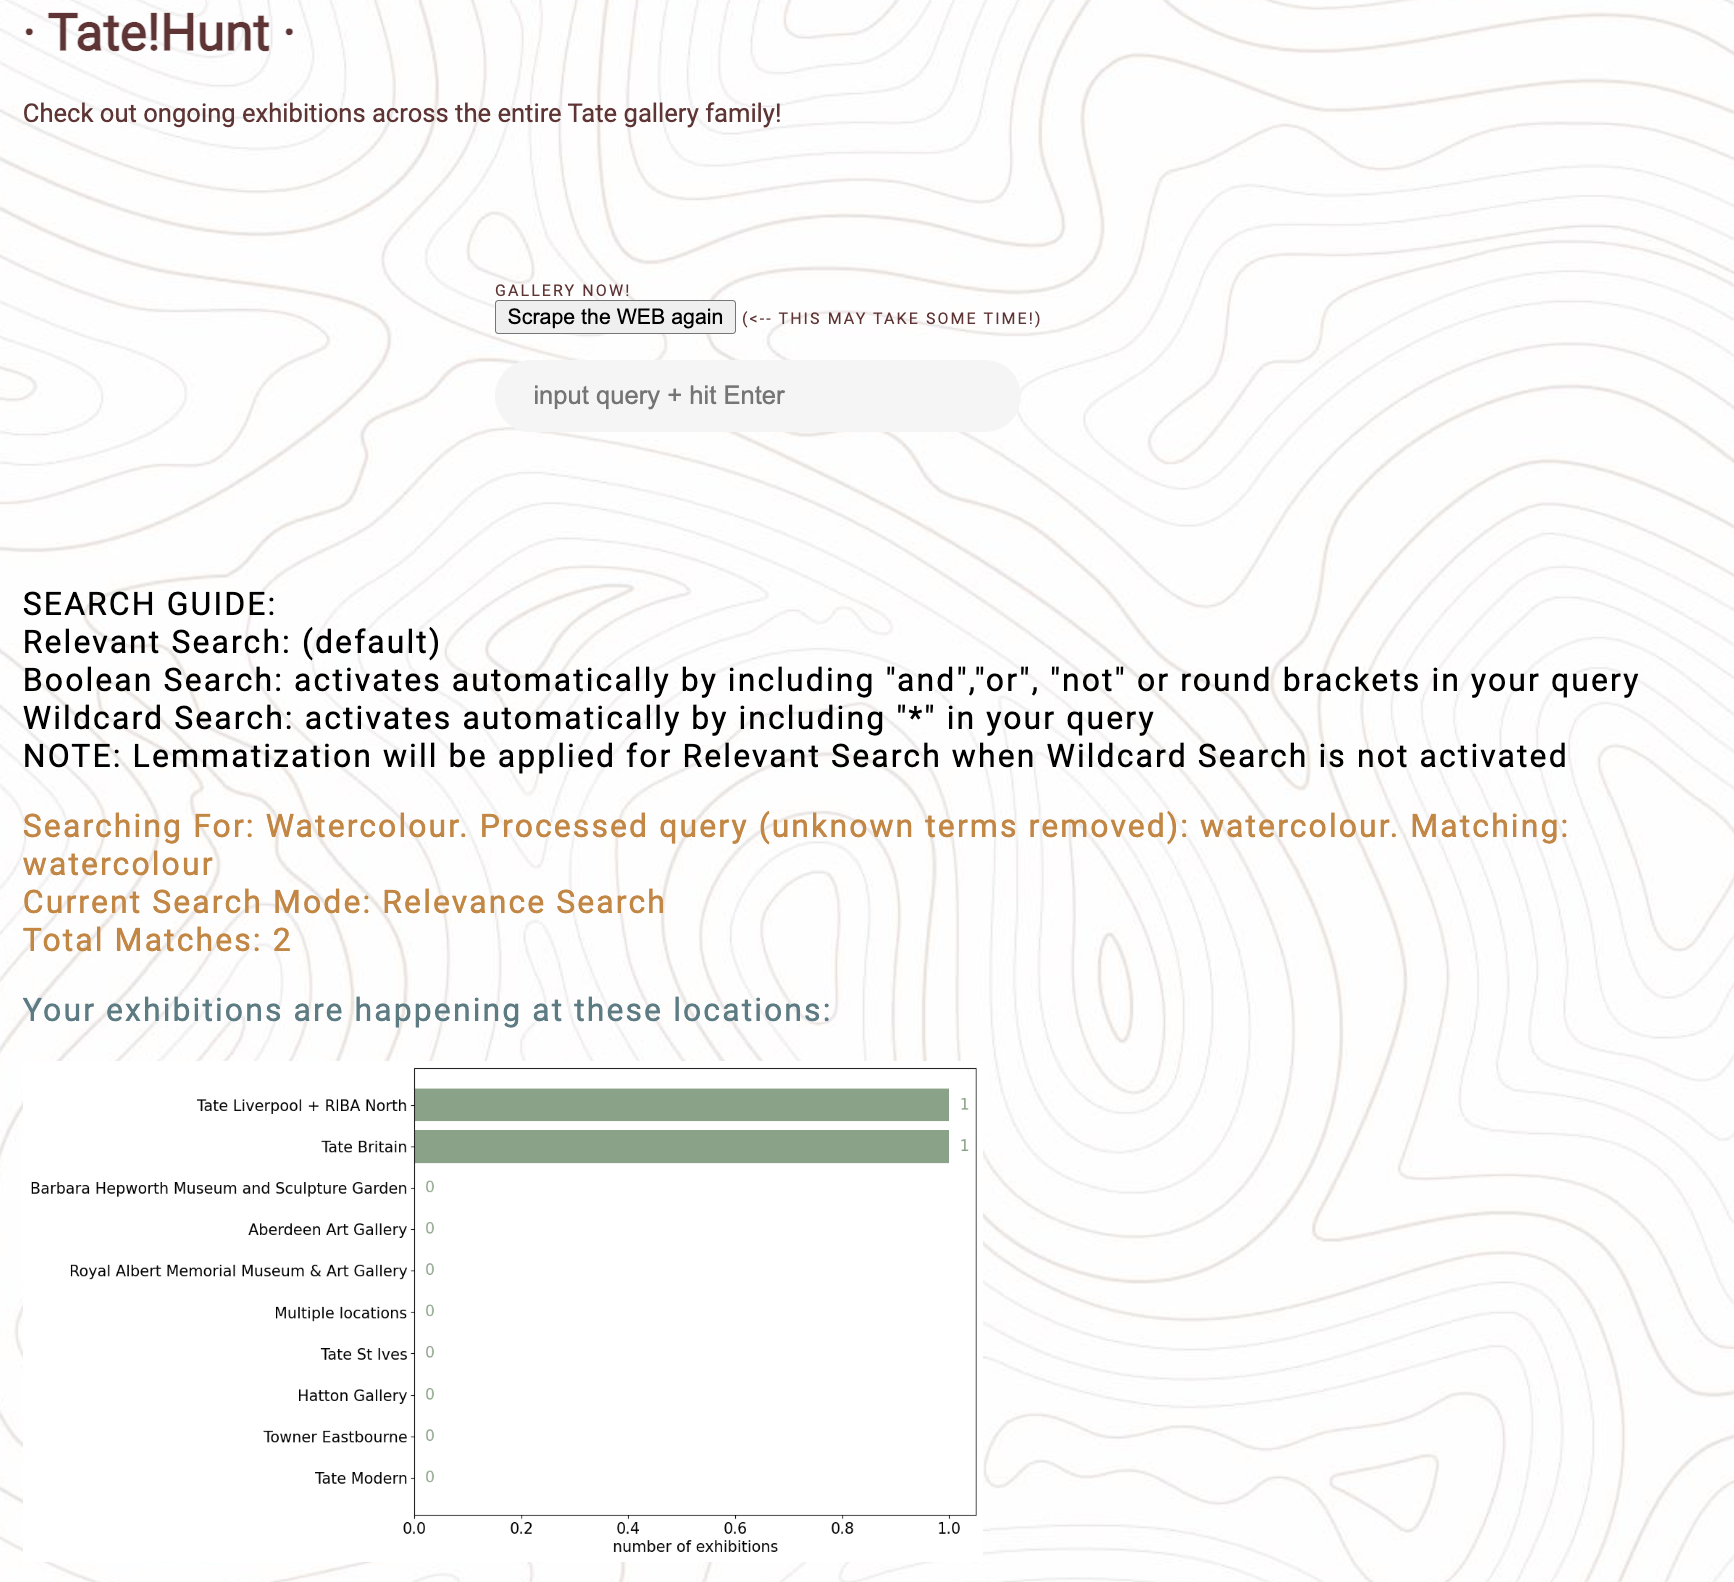 · Tate!Hunt ·
Check out ongoing exhibitions across the entire Tate gallery family!
GALLERY NOW!
Scrape the WEB again (<-- THIS MAY TAKE SOME TIME!)
input query + hit Enter
SEARCH GUIDE:
Relevant Search: (default)
Boolean Search: activates automatically by including "and","or", "not" or round brackets in your query
Wildcard Search: activates automatically by including "*" in your query
NOTE: Lemmatization will be applied for Relevant Search when Wildcard Search is not activated
Searching For: Watercolour. Processed query (unknown terms removed): watercolour. Matching:
watercolour
Current Search Mode: Relevance Search
Total Matches: 2
Your exhibitions are happening at these locations:
Tate Liverpool + RIBA North 1
Tate Britain 1
Barbara Hepworth Museum and Sculpture Garden 0
Aberdeen Art Gallery 0
Royal Albert Memorial Museum & Art Gallery 0
Multiple locations 0
Tate St Ives 0
Hatton Gallery 0
Towner Eastbourne 0
Tate Modern 0
0.0 0.2 0.4 0.6 0.8 1.0
number of exhibitions